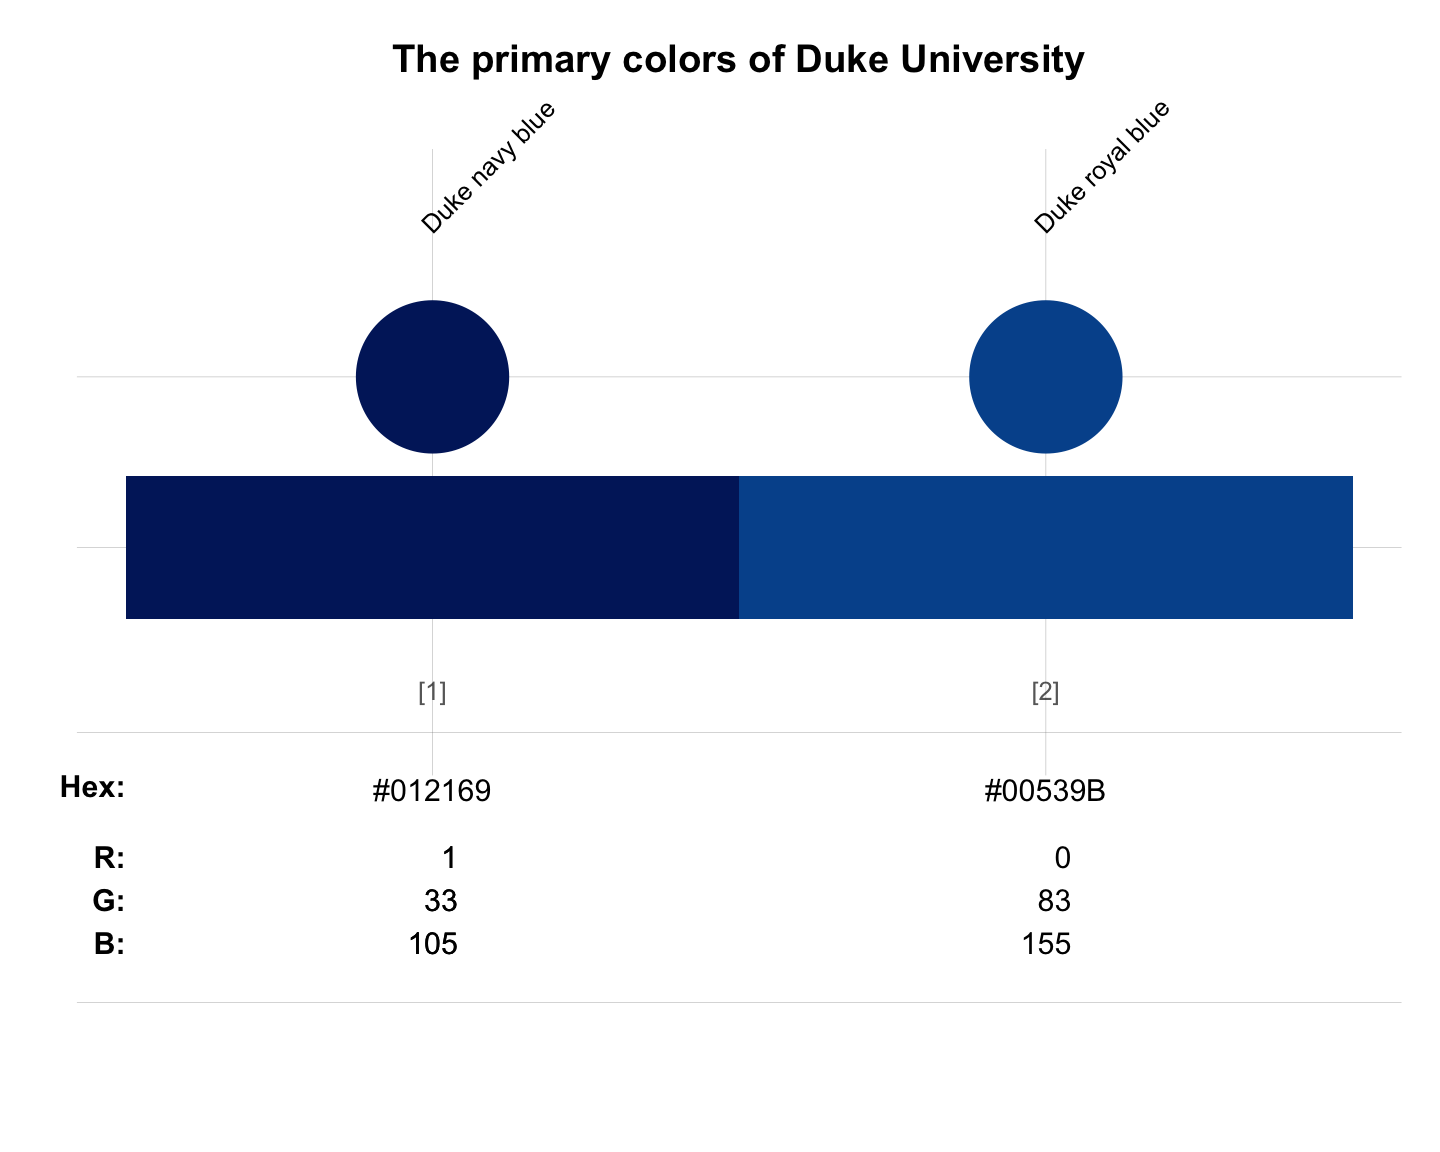 The primary colors of Duke University
Duke navy blue
Duke royal blue
[1] [2]
Hex: #012169 #00539B
R: 1 0
G: 33 83
B: 105 155